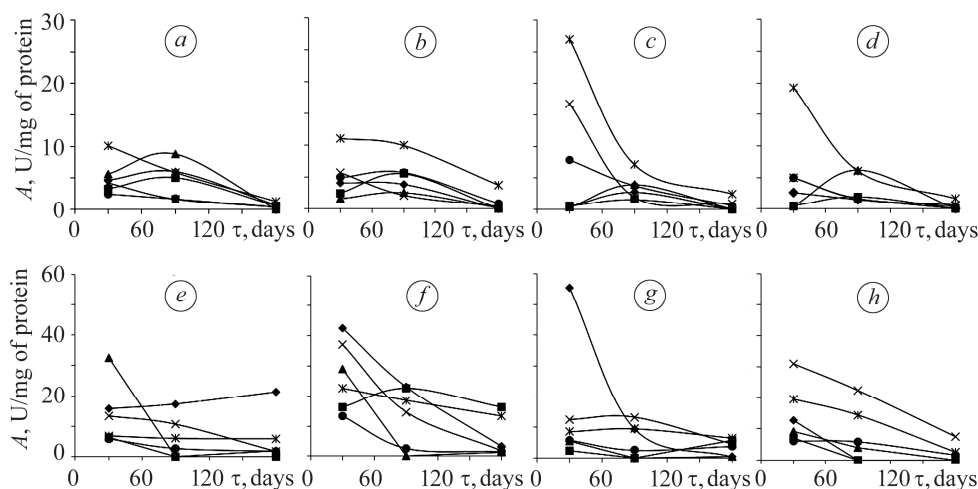 A, U/mg of protein
30
20
10
0
a b c d
0 60 120 τ, days 0 60 120 τ, days 0 60 120 τ, days 0 60 120 τ, days
A, U/mg of protein
60
40
20
0
e f g h
0 60 120 τ, days 0 60 120 τ, days 0 60 120 τ, days 0 60 120 τ, days